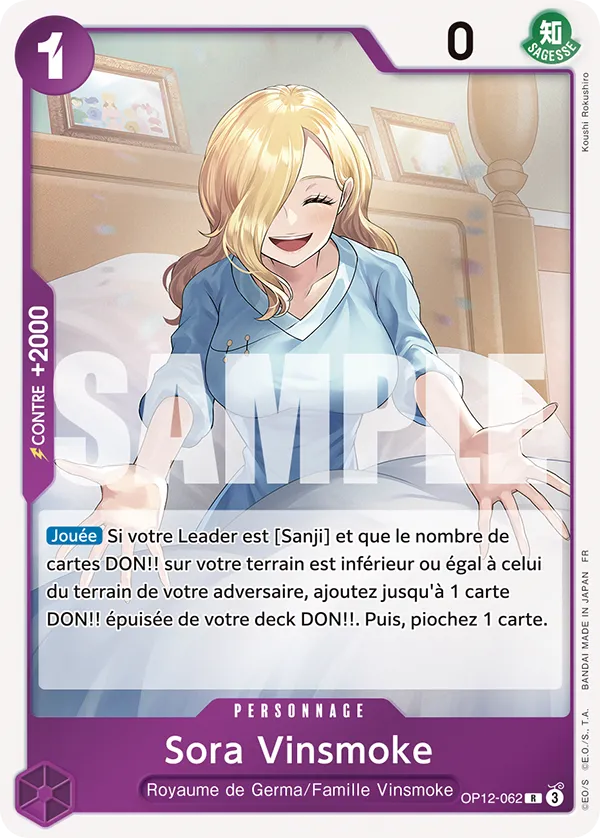 1
0
知
SAGESSE
Koushi Rokushiro
CONTRE +2000
SAMPLE
Jouée Si votre Leader est [Sanji] et que le nombre de
cartes DON!! sur votre terrain est inférieur ou égal à celui
du terrain de votre adversaire, ajoutez jusqu'à 1 carte
DON!! épuisée de votre deck DON!!. Puis, piochez 1 carte.
PERSONNAGE
Sora Vinsmoke
Royaume de Germa/Famille Vinsmoke
OP12-062 R 3
©EO/S ©E.O./S., T.A. BANDAI MADE IN JAPAN FR